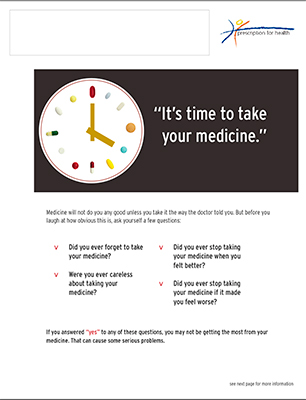 prescription for health
“It’s time to take
your medicine.”
Medicine will not do you any good unless you take it the way the doctor told you. But before you
laugh at how obvious this is, ask yourself a few questions:
v Did you ever forget to take
your medicine?
v Were you ever careless
about taking your
medicine?
v Did you ever stop taking
your medicine when you
felt better?
v Did you ever stop taking
your medicine if it made
you feel worse?
If you answered “yes” to any of these questions, you may not be getting the most from your
medicine. That can cause some serious problems.
see next page for more information